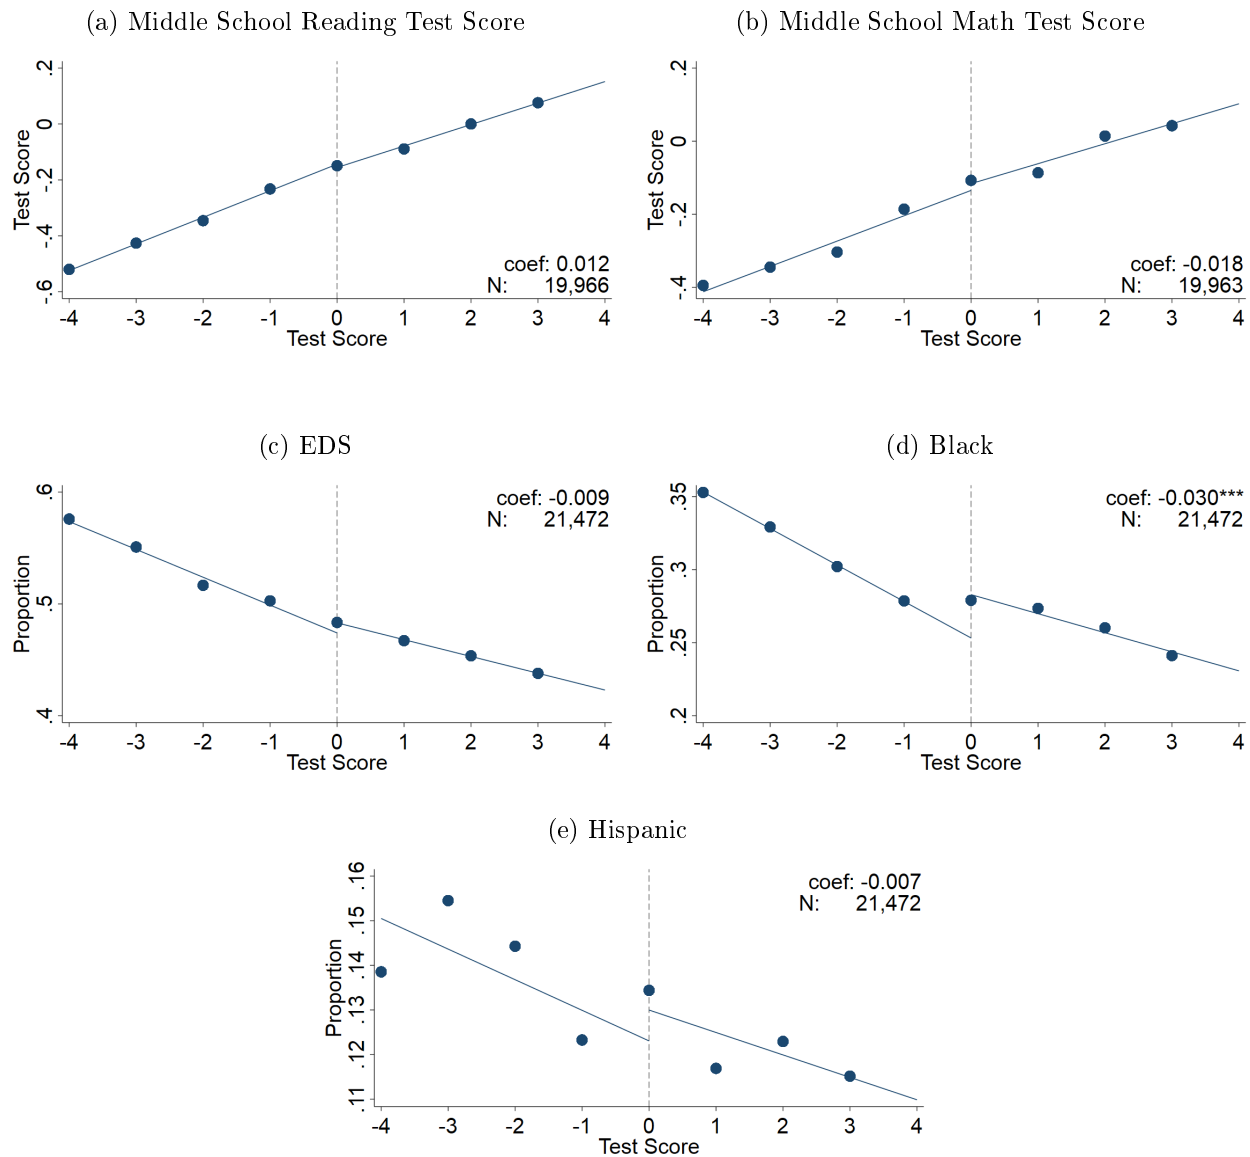 (a) Middle School Reading Test Score
.2
0
-.2
-.4
-.6
Test Score
coef: 0.012
N: 19,966
-4 -3 -2 -1 0 1 2 3 4
Test Score
(b) Middle School Math Test Score
.2
0
-.2
-.4
Test Score
coef: -0.018
N: 19,963
-4 -3 -2 -1 0 1 2 3 4
Test Score
(c) EDS
.6
.5
.4
Proportion
coef: -0.009
N: 21,472
-4 -3 -2 -1 0 1 2 3 4
Test Score
(d) Black
.35
.3
.25
.2
Proportion
coef: -0.030***
N: 21,472
-4 -3 -2 -1 0 1 2 3 4
Test Score
(e) Hispanic
.16
.15
.14
.13
.12
.11
Proportion
coef: -0.007
N: 21,472
-4 -3 -2 -1 0 1 2 3 4
Test Score